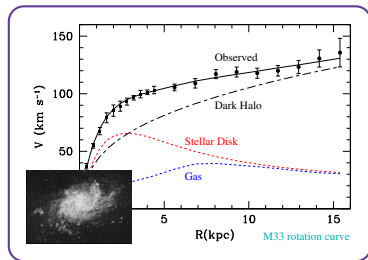 150
Observed
100
Dark Halo
V (km s⁻¹)
Stellar Disk
50
Gas
5
10
15
R(kpc)
M33 rotation curve